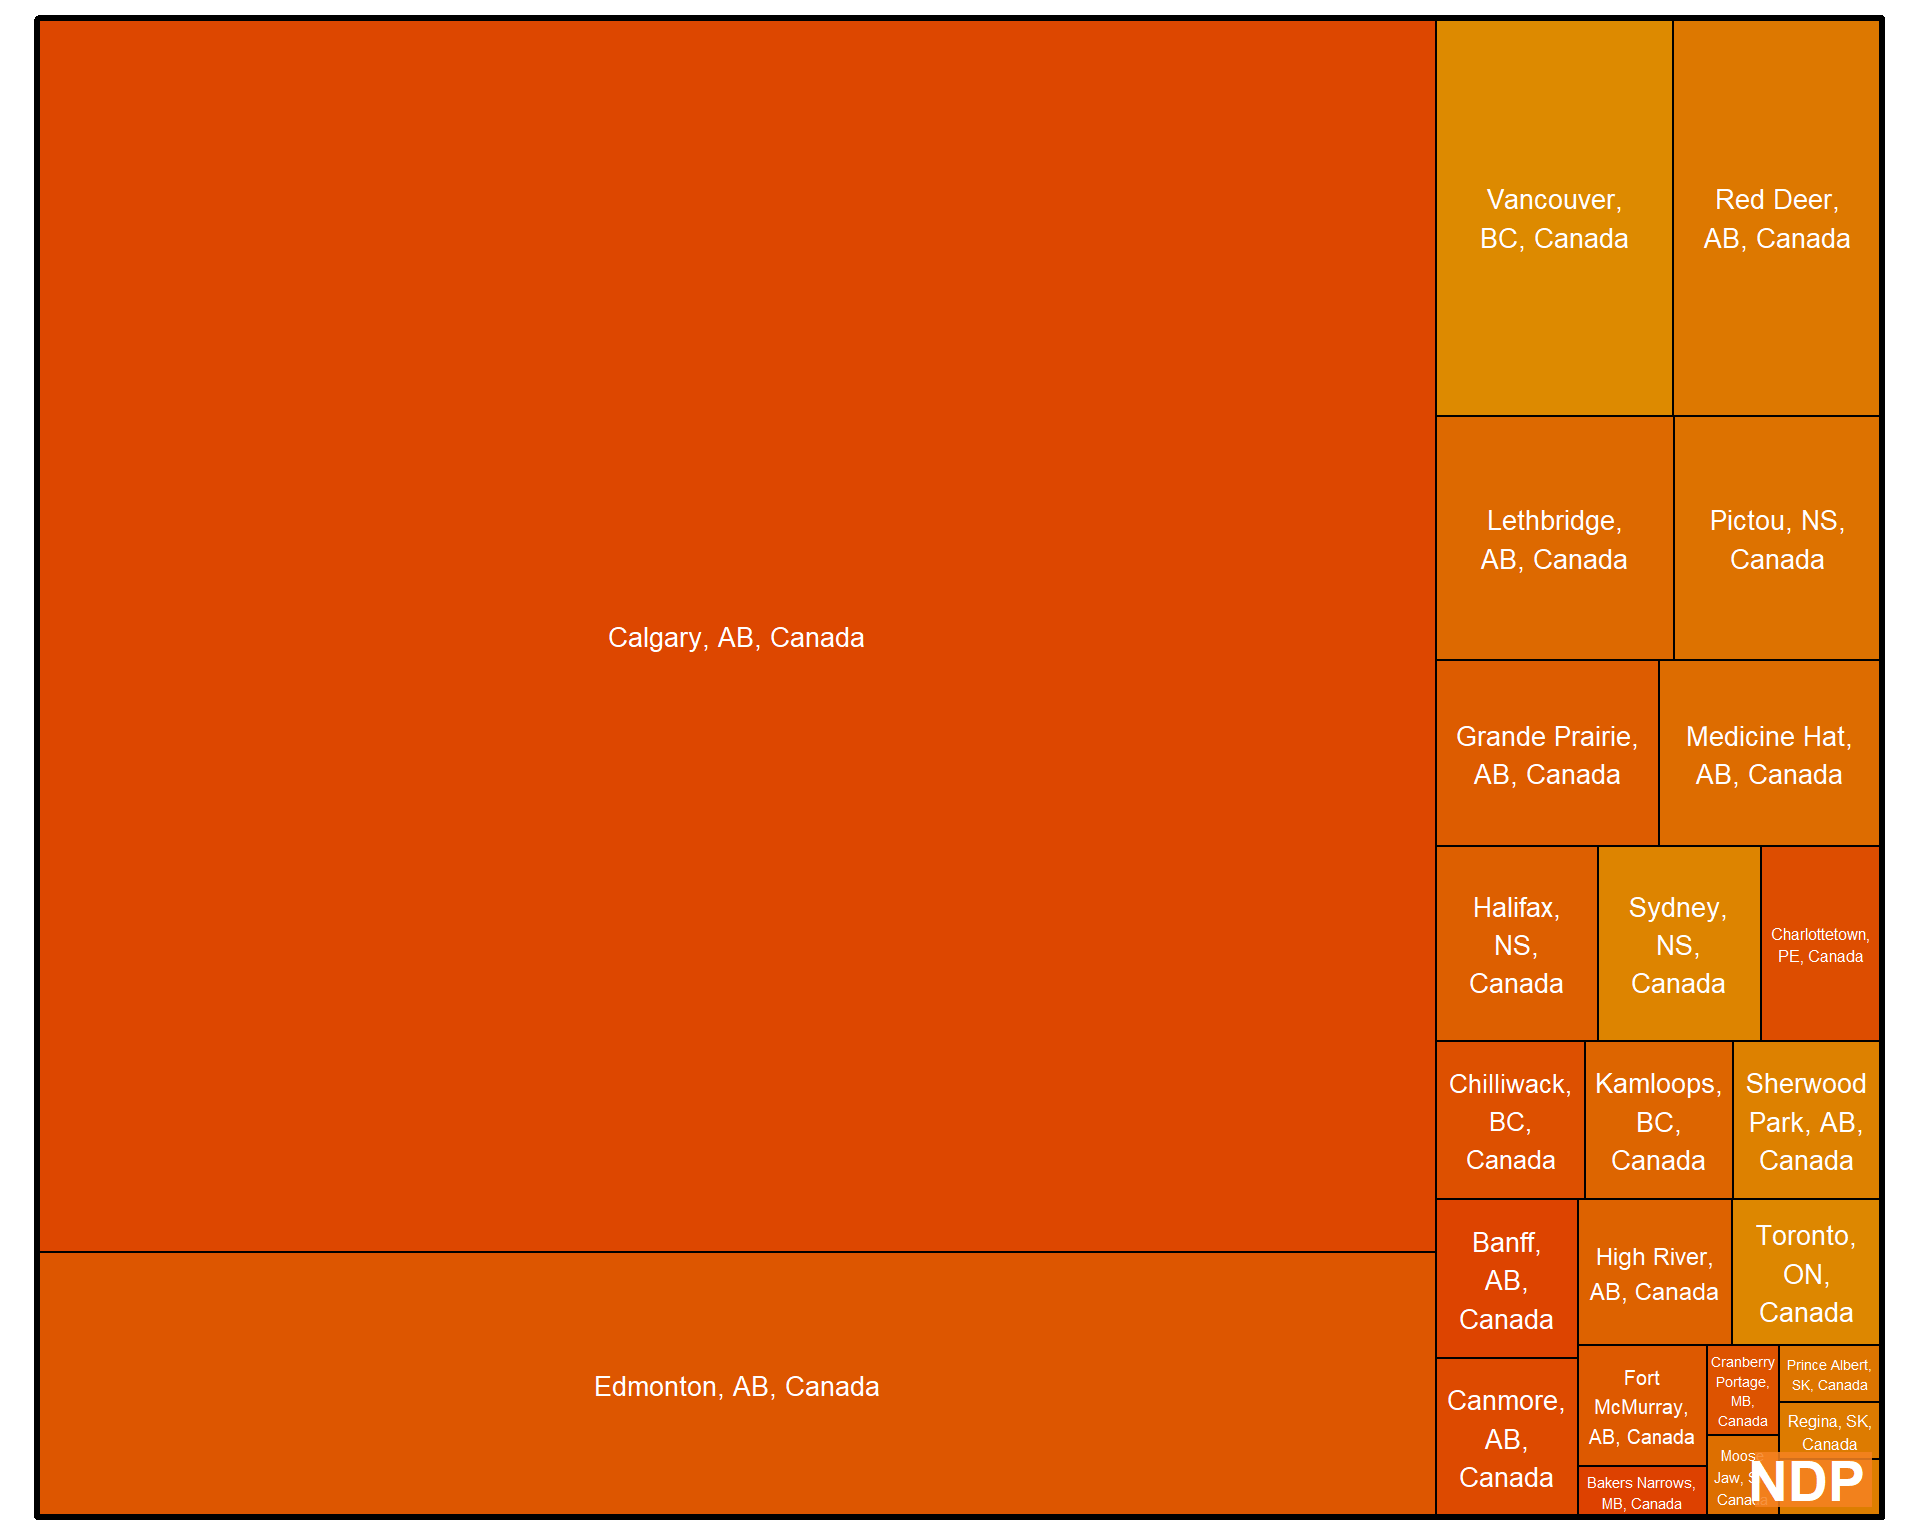 Calgary, AB, Canada
Edmonton, AB, Canada
Vancouver,
BC, Canada
Red Deer,
AB, Canada
Lethbridge,
AB, Canada
Pictou, NS,
Canada
Grande Prairie,
AB, Canada
Medicine Hat,
AB, Canada
Halifax,
NS,
Canada
Sydney,
NS,
Canada
Charlottetown,
PE, Canada
Chilliwack,
BC,
Canada
Kamloops,
BC,
Canada
Sherwood
Park, AB,
Canada
Banff,
AB,
Canada
High River,
AB, Canada
Toronto,
ON,
Canada
Canmore,
AB,
Canada
Fort
McMurray,
AB, Canada
Bakers Narrows,
MB, Canada
Cranberry
Portage,
MB,
Canada
Prince Albert,
SK, Canada
Regina, SK,
Canada
Moose
Jaw,
Canada
NDP